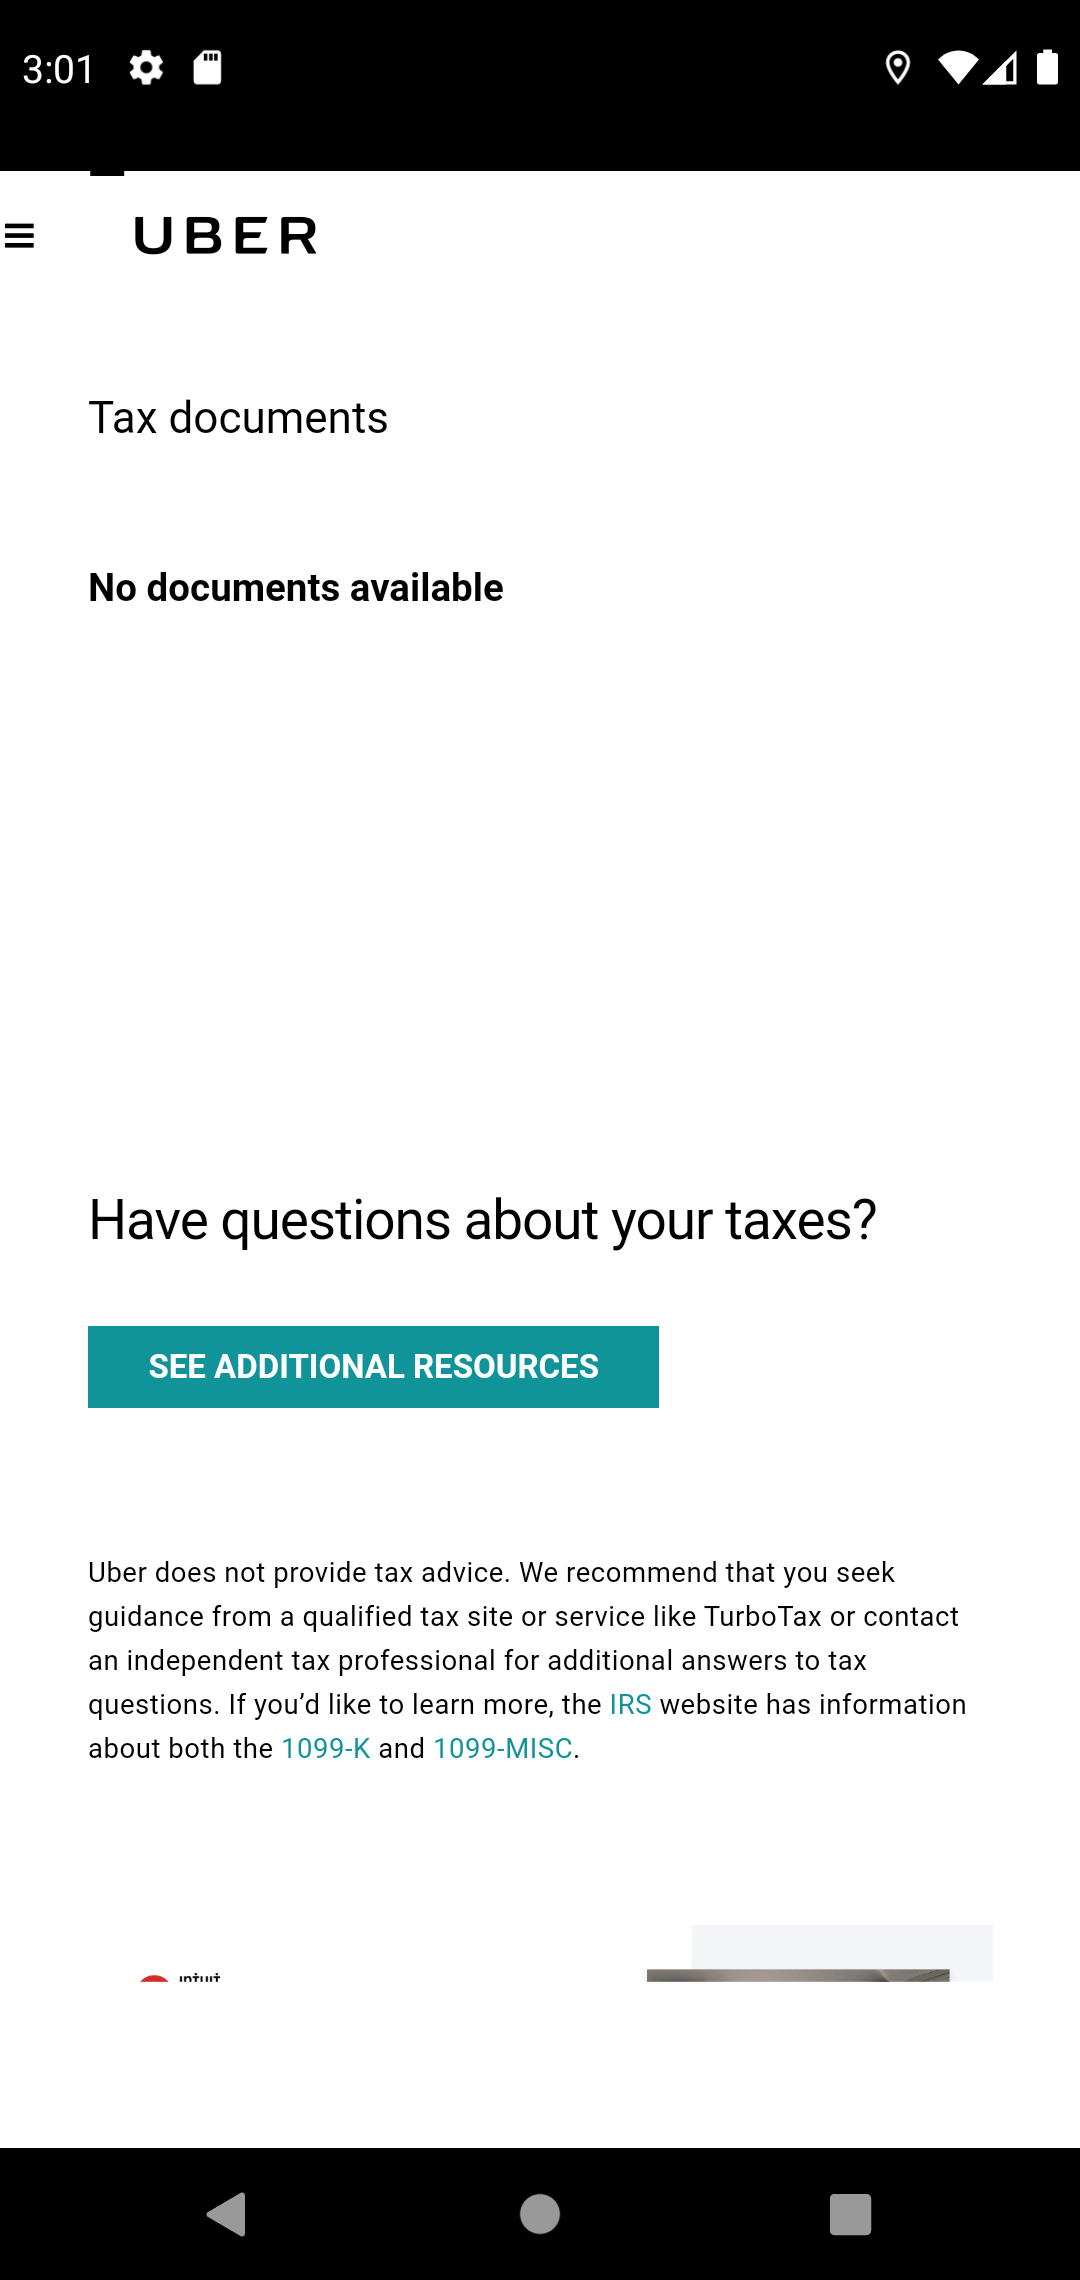 3:01
UBER
Tax documents
No documents available
Have questions about your taxes?
SEE ADDITIONAL RESOURCES
Uber does not provide tax advice. We recommend that you seek
guidance from a qualified tax site or service like TurboTax or contact
an independent tax professional for additional answers to tax
questions. If you’d like to learn more, the IRS website has information
about both the 1099-K and 1099-MISC.